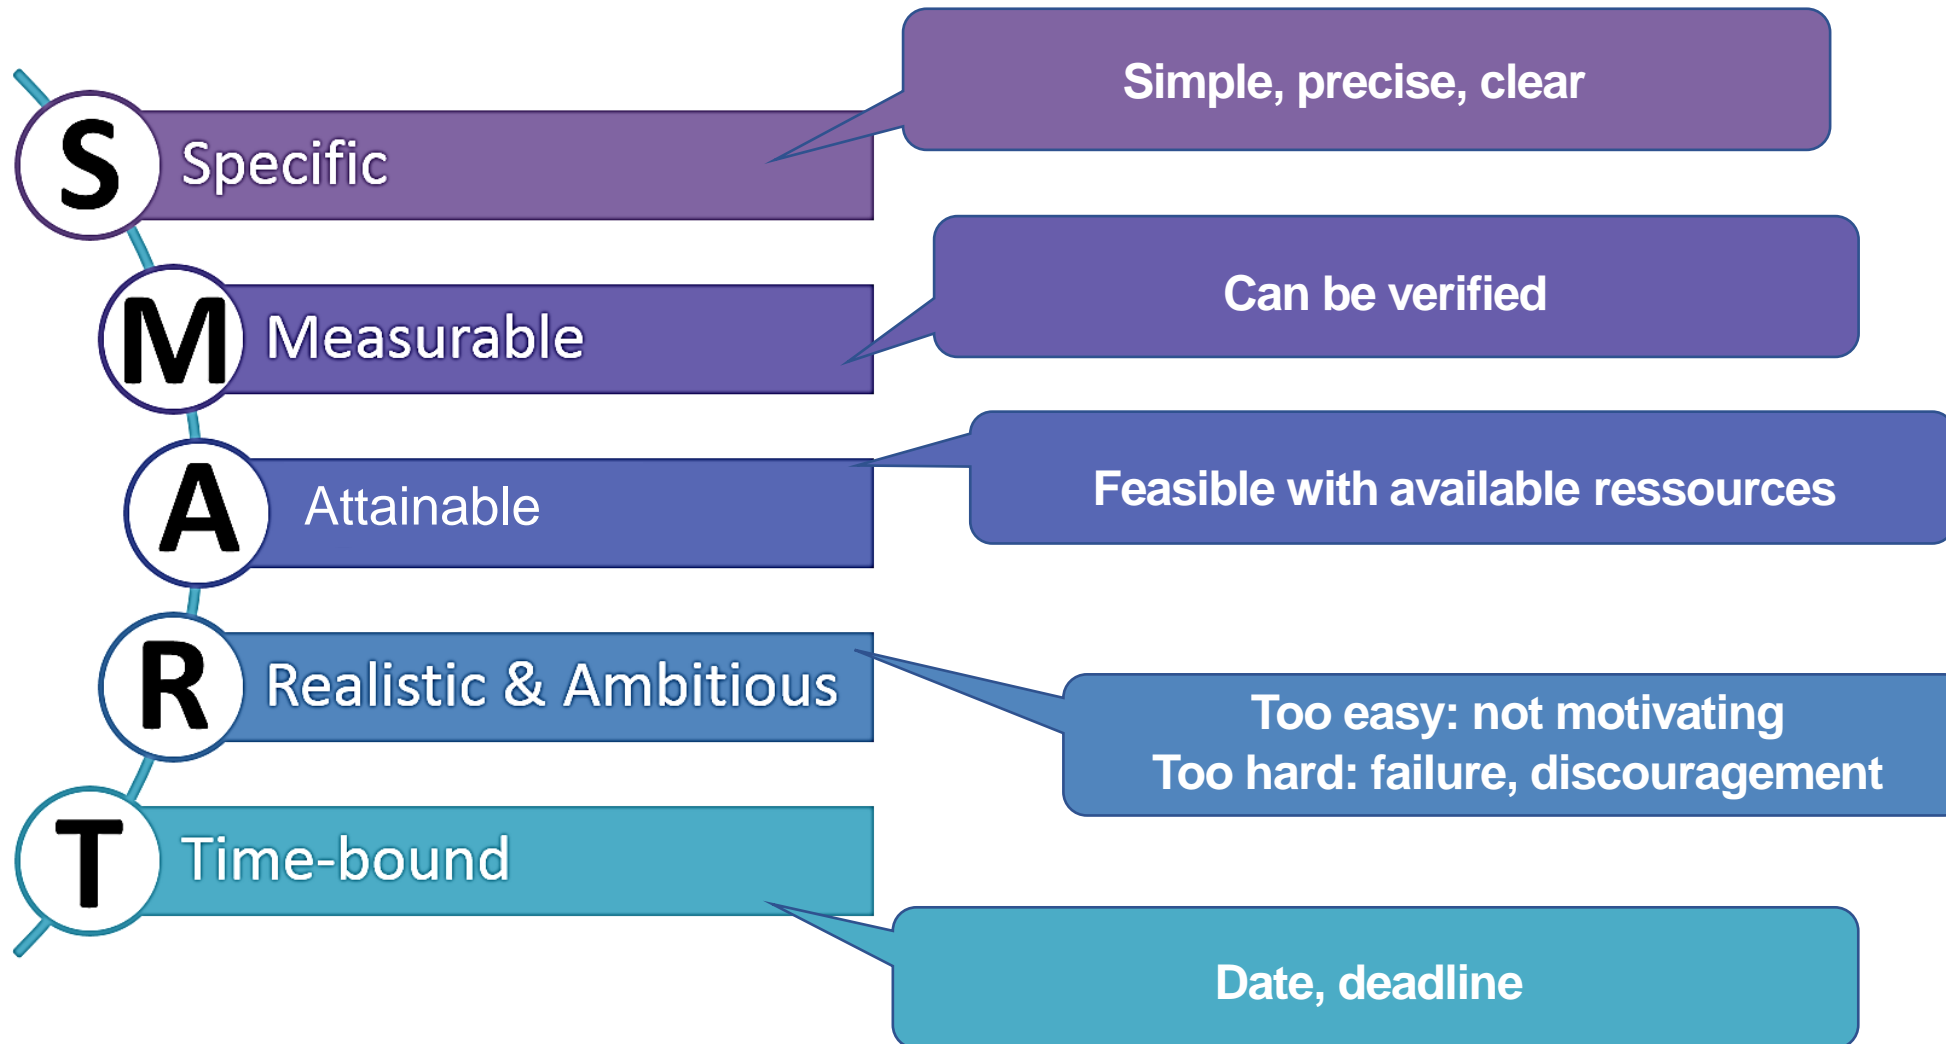 S Specific
Simple, precise, clear
M Measurable
Can be verified
A Attainable
Feasible with available ressources
R Realistic & Ambitious
Too easy: not motivating
Too hard: failure, discouragement
T Time-bound
Date, deadline